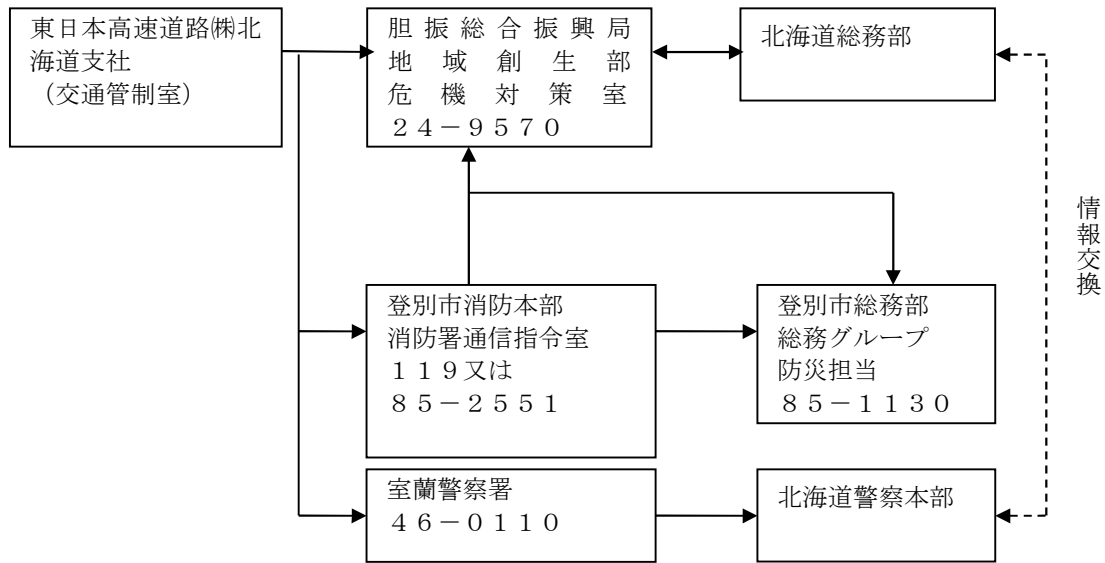 東日本高速道路㈱北
海道支社
（交通管制室）
胆振総合振興局
地域創生部
危機対策室
２４－９５７０
北海道総務部
情報交換
登別市消防本部
消防署通信指令室
１１９又は
８５－２５５１
登別市総務部
総務グループ
防災担当
８５－１１３０
室蘭警察署
４６－０１１０
北海道警察本部